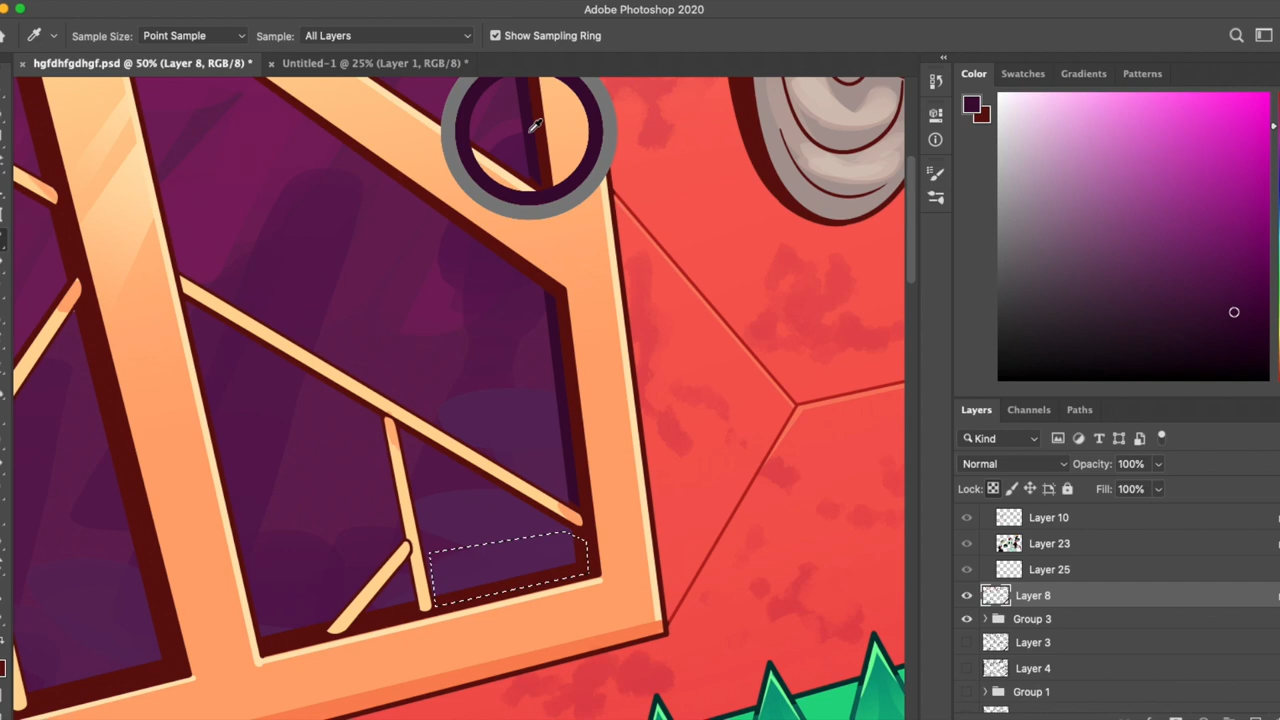 Adobe Photoshop 2020
Sample Size: Point Sample Sample: All Layers Show Sampling Ring
hgfdhfgdhgf.psd @ 50% (Layer 8, RGB/8) * Untitled-1 @ 25% (Layer 1, RGB/8) *
Color Swatches Gradients Patterns
Layers Channels Paths
Kind
Normal Opacity: 100%
Lock: Fill: 100%
Layer 10
Layer 23
Layer 25
Layer 8
Group 3
Layer 3
Layer 4
Group 1